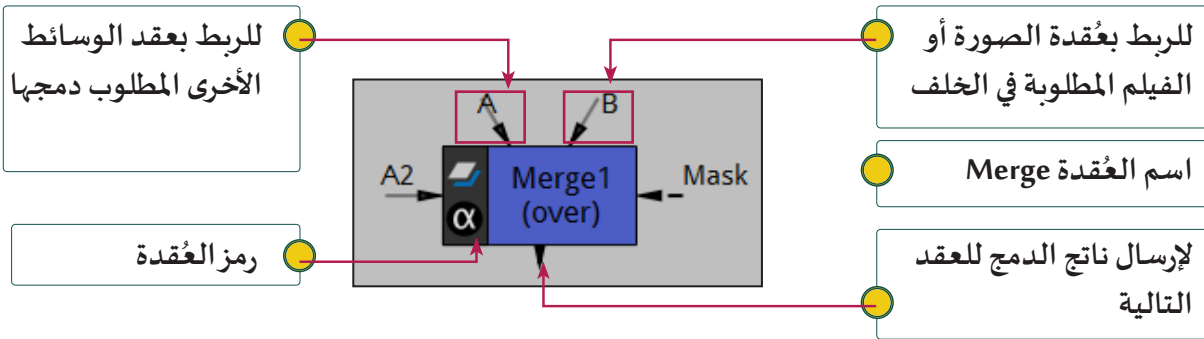 للربط بعُقدة الصورة أو
الفيلم المطلوبة في الخلف
للربط بعقد الوسائط
الأخرى المطلوب دمجها
اسم العُقدة Merge
لإرسال ناتج الدمج للعقد
التالية
رمز العُقدة
A
B
A2
Merge1
(over)
Mask
α